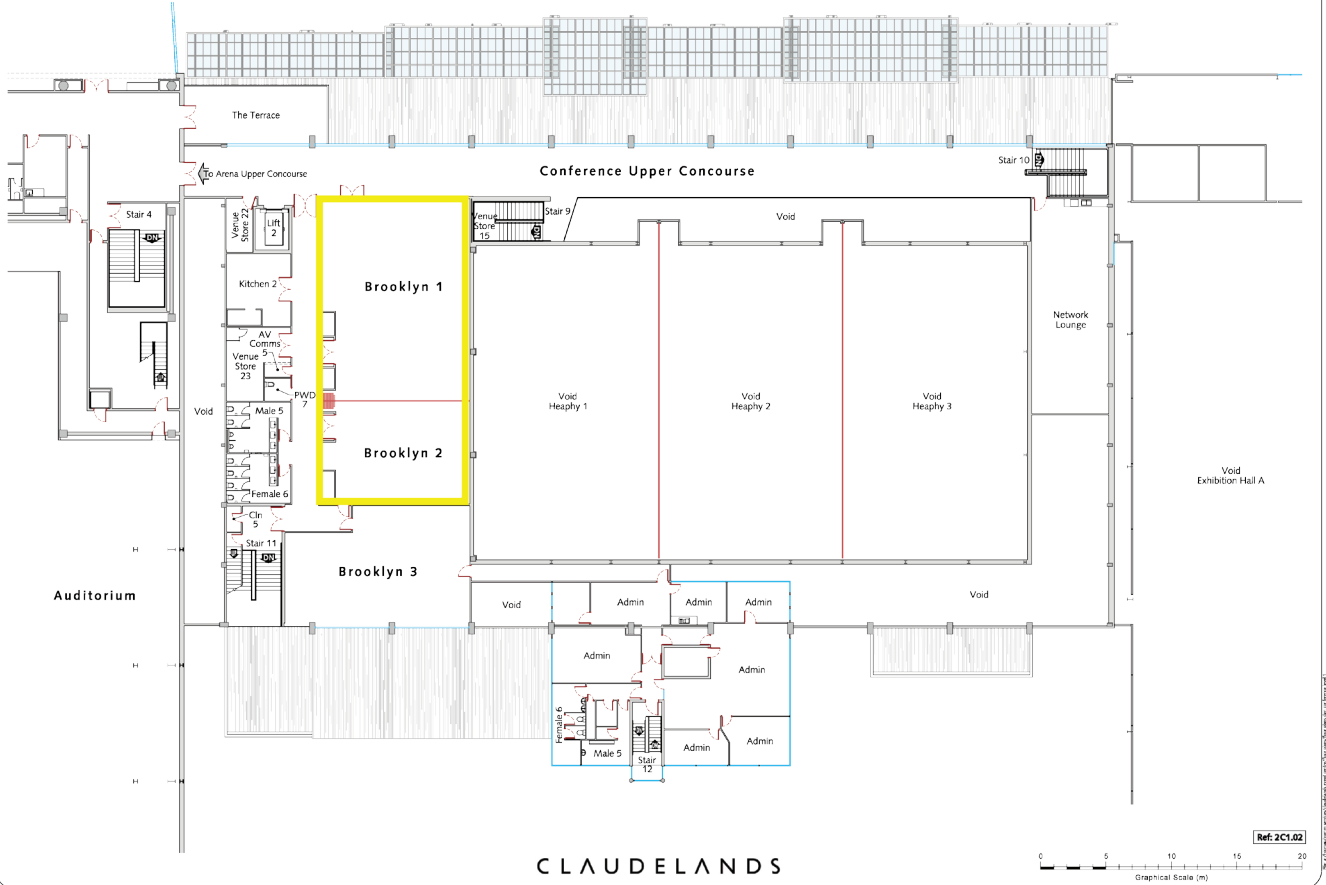 The Terrace
To Arena Upper Concourse
Conference Upper Concourse
Stair 10
DN
Stair 4
DN
Venue
Store 22
Lift
2
Venue
Store
15
Stair 9
DN
Void
Kitchen 2
Brooklyn 1
Network
Lounge
AV
Comms
5
Venue
Store
23
PWD
7
Void
Male 5
Void
Heaphy 1
Void
Heaphy 2
Void
Heaphy 3
Brooklyn 2
Female 6
Void
Exhibition Hall A
Cln
5
Stair 11
DN
Brooklyn 3
Auditorium
Void
Admin
Admin
Admin
Void
Admin
Admin
Female 6
Male 5
Stair
12
Admin
Admin
Ref: 2C1.02
CLAUDELANDS
0 5 10 15 20
Graphical Scale (m)